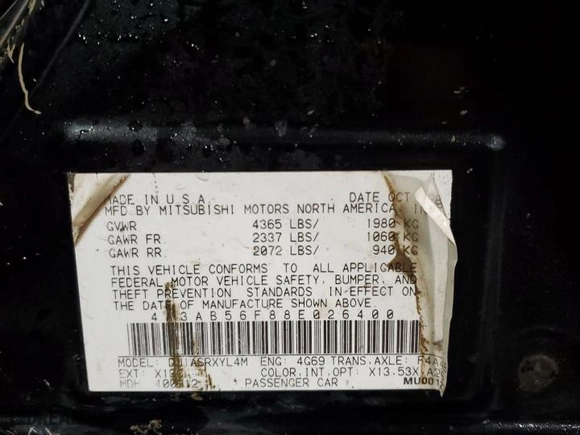 MADE IN U.S.A. DATE OCT
MFD.BY MITSUBISHI MOTORS NORTH AMERICA,
GVWR 4365 LBS/ 1980 KG
GAWR FR. 2337 LBS/ 1060 KG
GAWR RR. 2072 LBS/ 940 KG
THIS VEHICLE CONFORMS TO ALL APPLICABLE
FEDERAL MOTOR VEHICLE SAFETY, BUMPER, AND
THEFT PREVENTION STANDARDS IN EFFECT ON
THE DATE OF MANUFACTURE SHOWN ABOVE.
AB56F88E026400
MODEL: ENG: 4G69 TRANS.AXLE:
EXT: COLOR.INT.OPT: X13.53X
MDH: PASSENGER CAR MU001